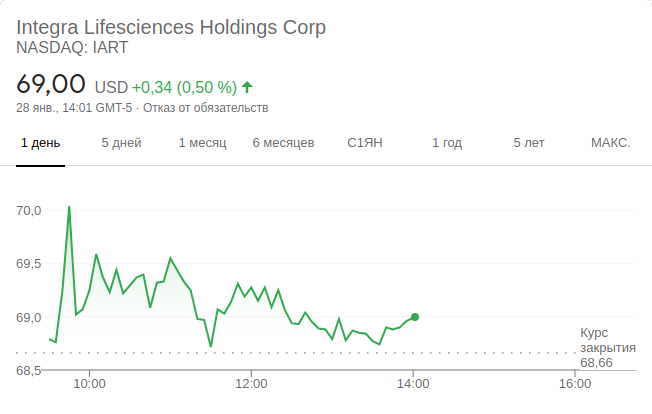 Integra Lifesciences Holdings Corp
NASDAQ: IART
69,00 USD +0,34 (0,50 %)
28 янв., 14:01 GMT-5 · Отказ от обязательств
1 день 5 дней 1 месяц 6 месяцев С1ЯН 1 год 5 лет МАКС.
70,0
69,5
69,0
Курс
закрытия
68,66
68,5
10:00 12:00 14:00 16:00